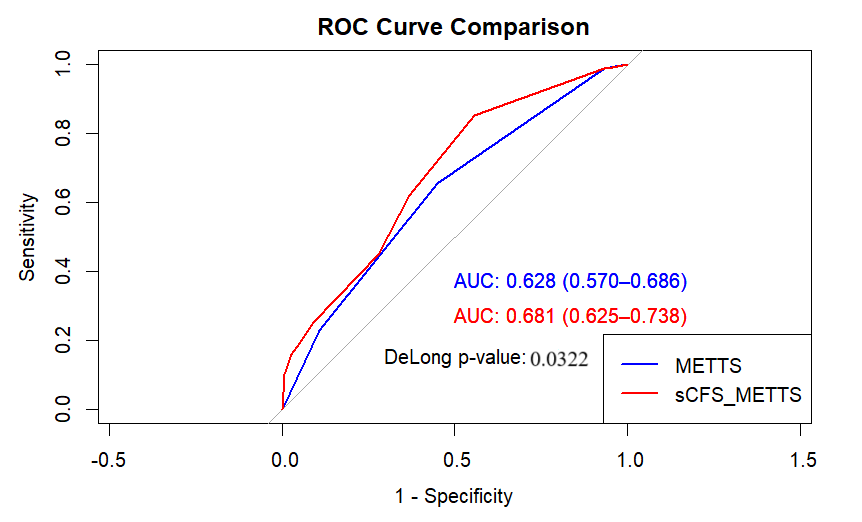 ROC Curve Comparison
Sensitivity
1.0
0.8
0.6
0.4
0.2
0.0
AUC: 0.628 (0.570–0.686)
AUC: 0.681 (0.625–0.738)
DeLong p-value: 0.0322
METTS
sCFS_METTS
-0.5 0.0 0.5 1.0 1.5
1 - Specificity